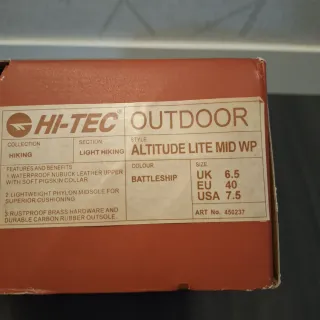 HI-TEC OUTDOOR
COLLECTION
HIKING
SECTION
LIGHT HIKING
STYLE
ALTITUDE LITE MID WP
FEATURES AND BENEFITS
1.WATERPROOF NUBUCK LEATHER UPPER
WITH SOFT PIGSKIN COLLAR
2.LIGHTWEIGHT PHYLON MIDSOLE FOR
SUPERIOR CUSHIONING
3.RUSTPROOF BRASS HARDWARE AND
DURABLE CARBON RUBBER OUTSOLE.
COLOUR
BATTLESHIP
SIZE
UK 6.5
EU 40
USA 7.5
ART No. 450237